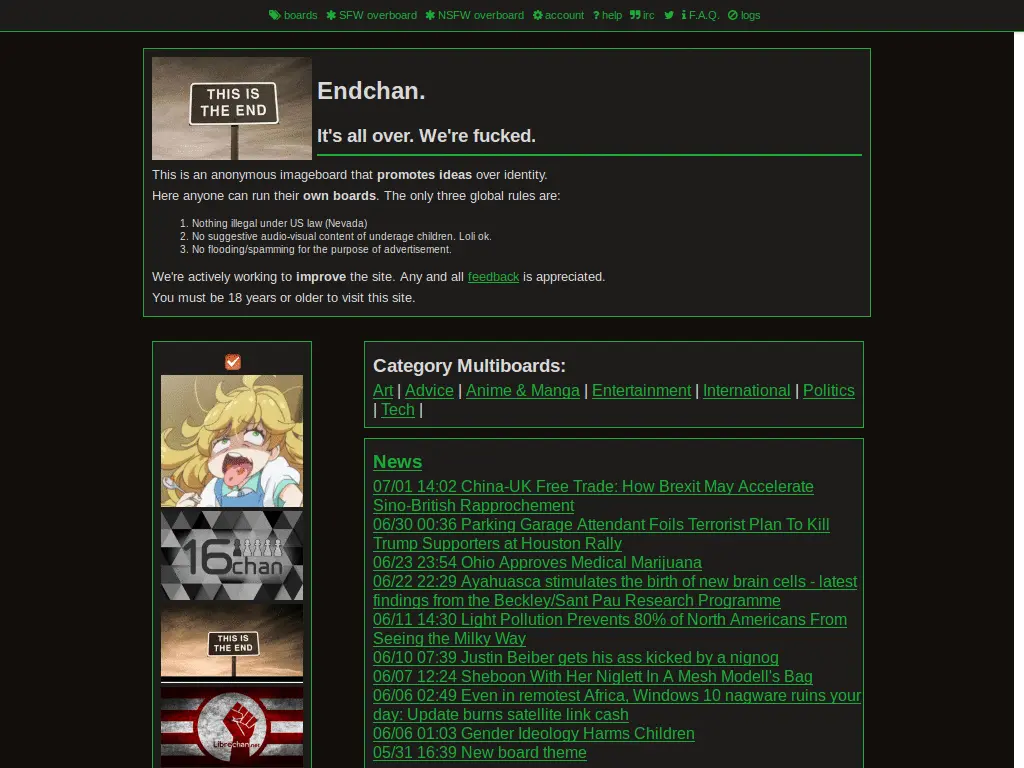 boards SFW overboard NSFW overboard account help irc F.A.Q. logs
THIS IS
THE END
Endchan.
It's all over. We're fucked.
This is an anonymous imageboard that promotes ideas over identity.
Here anyone can run their own boards. The only three global rules are:
1. Nothing illegal under US law (Nevada)
2. No suggestive audio-visual content of underage children. Loli ok.
3. No flooding/spamming for the purpose of advertisement.
We're actively working to improve the site. Any and all feedback is appreciated.
You must be 18 years or older to visit this site.
16chan
THIS IS
THE END
Librechan.net
Category Multiboards:
Art | Advice | Anime & Manga | Entertainment | International | Politics
| Tech |
News
07/01 14:02 China-UK Free Trade: How Brexit May Accelerate
Sino-British Rapprochement
06/30 00:36 Parking Garage Attendant Foils Terrorist Plan To Kill
Trump Supporters at Houston Rally
06/23 23:54 Ohio Approves Medical Marijuana
06/22 22:29 Ayahuasca stimulates the birth of new brain cells - latest
findings from the Beckley/Sant Pau Research Programme
06/11 14:30 Light Pollution Prevents 80% of North Americans From
Seeing the Milky Way
06/10 07:39 Justin Beiber gets his ass kicked by a nignog
06/07 12:24 Sheboon With Her Niglett In A Mesh Modell's Bag
06/06 02:49 Even in remotest Africa, Windows 10 nagware ruins your
day: Update burns satellite link cash
06/06 01:03 Gender Ideology Harms Children
05/31 16:39 New board theme